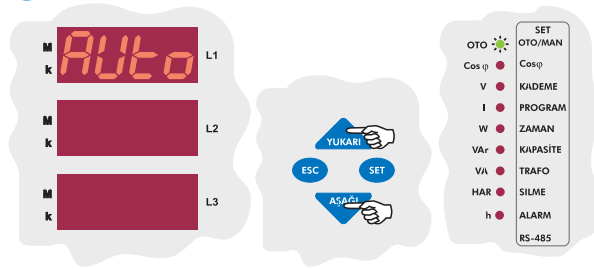 M
k
AUto
L1
M
k
L2
M
k
L3
YUKARI
ESC
SET
AŞAĞI
SET
OTO OTO/MAN
Cos φ Cosφ
V KADEME
I PROGRAM
W ZAMAN
VAr KAPASİTE
VA TRAFO
HAR SILME
h ALARM
RS-485